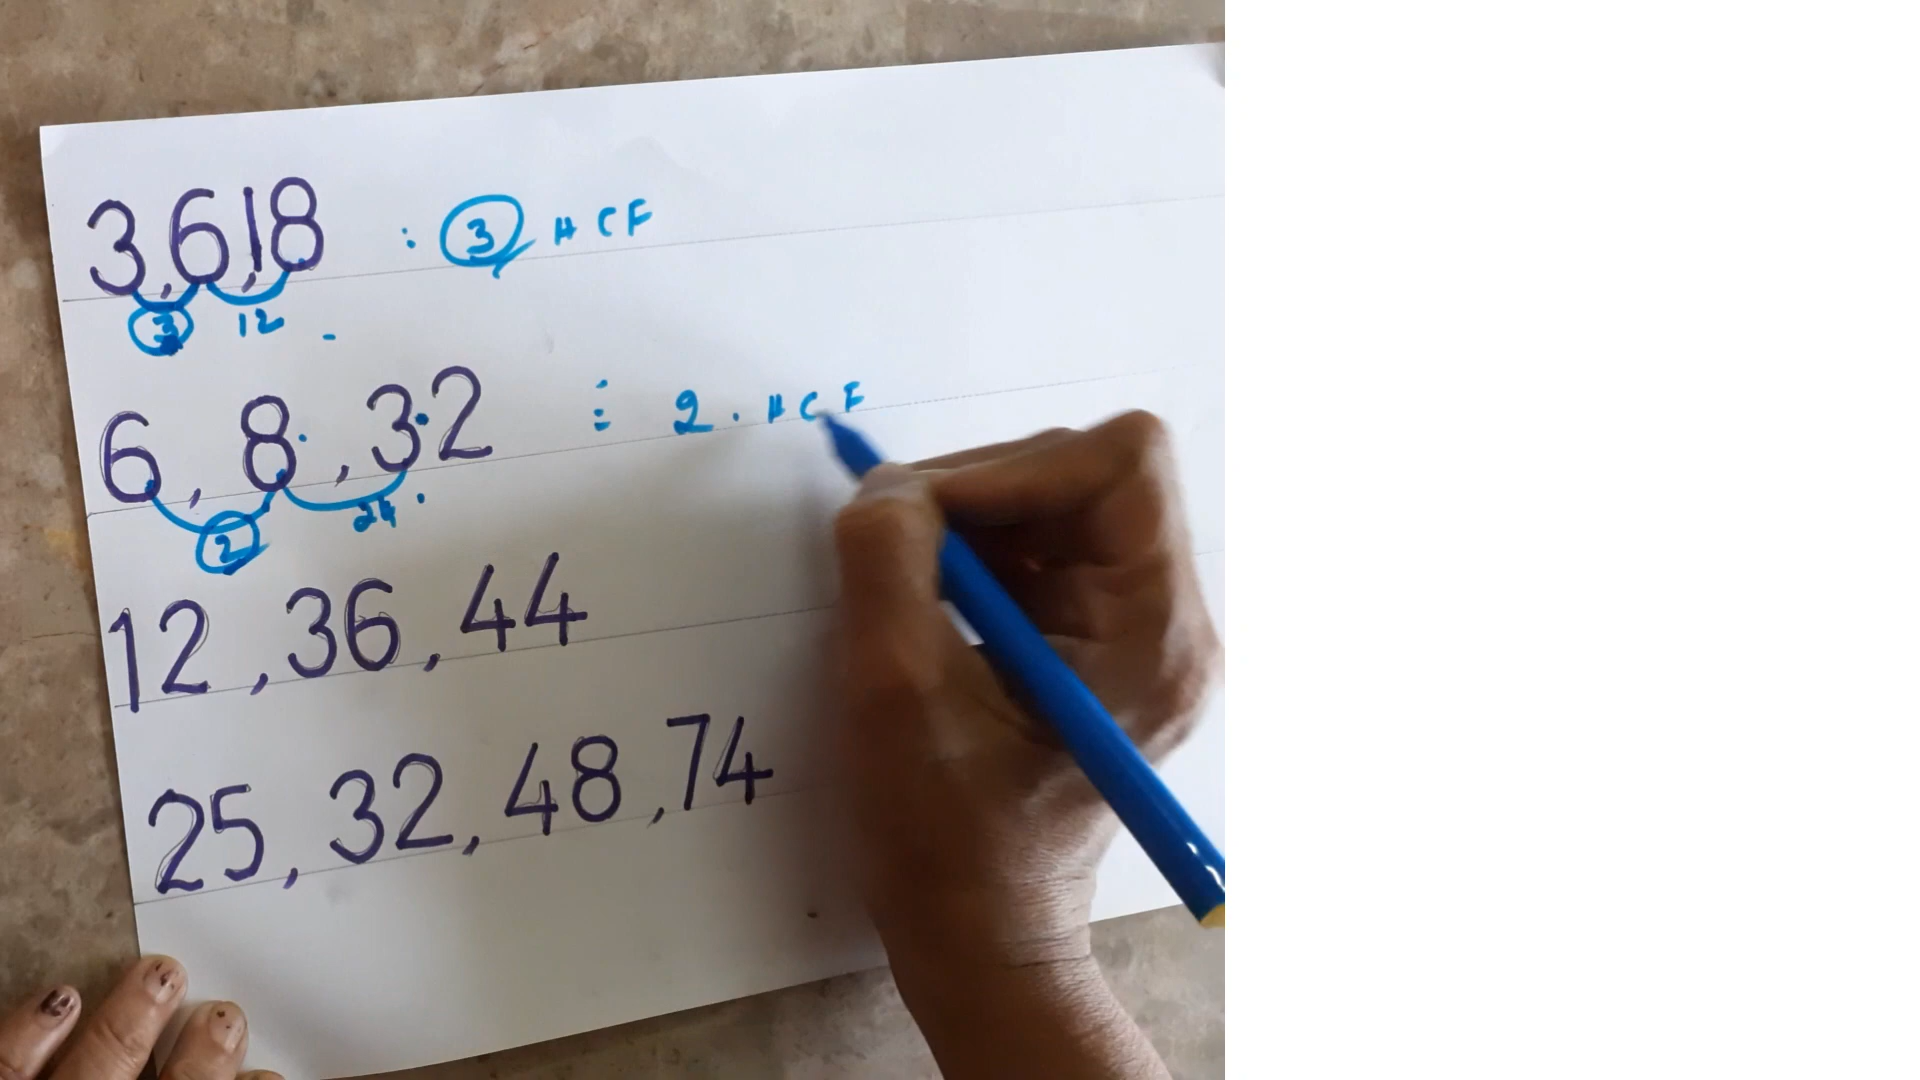 3,6,18 : 3 HCF
3 12
6, 8, 32 2. HCF
2 24
12, 36, 44
25, 32, 48, 74